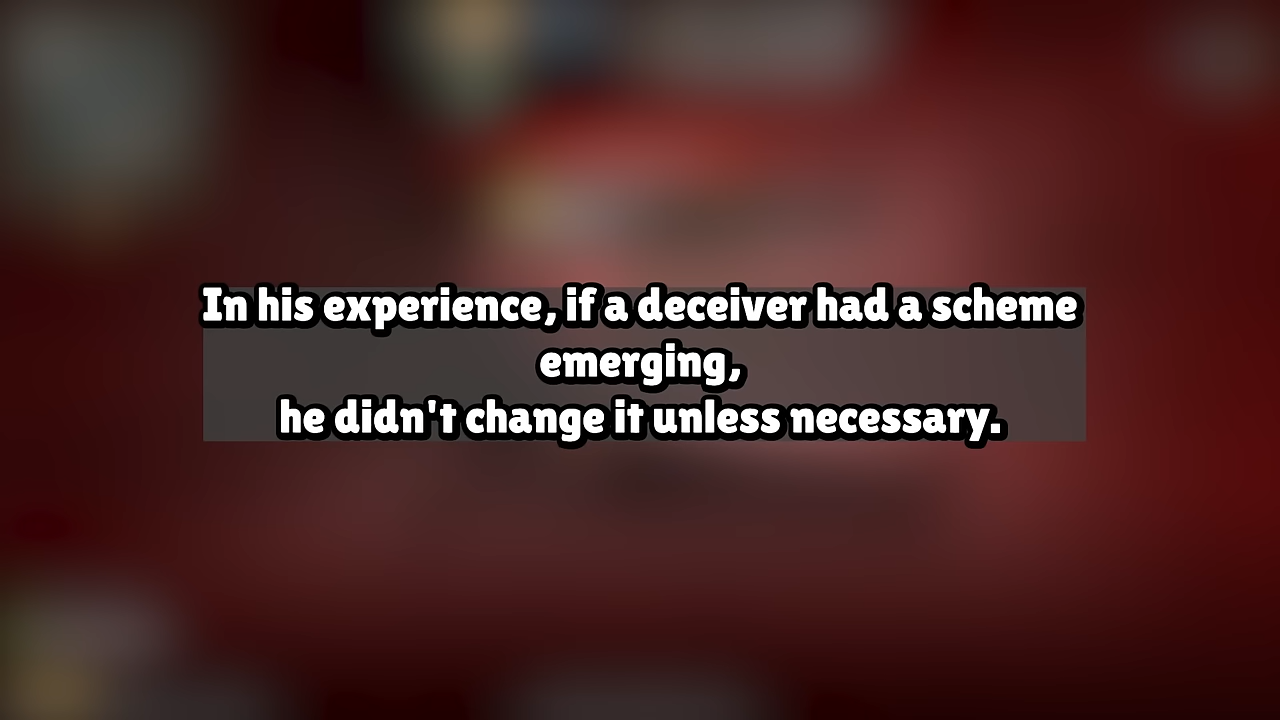 In his experience, if a deceiver had a scheme
emerging,
he didn't change it unless necessary.